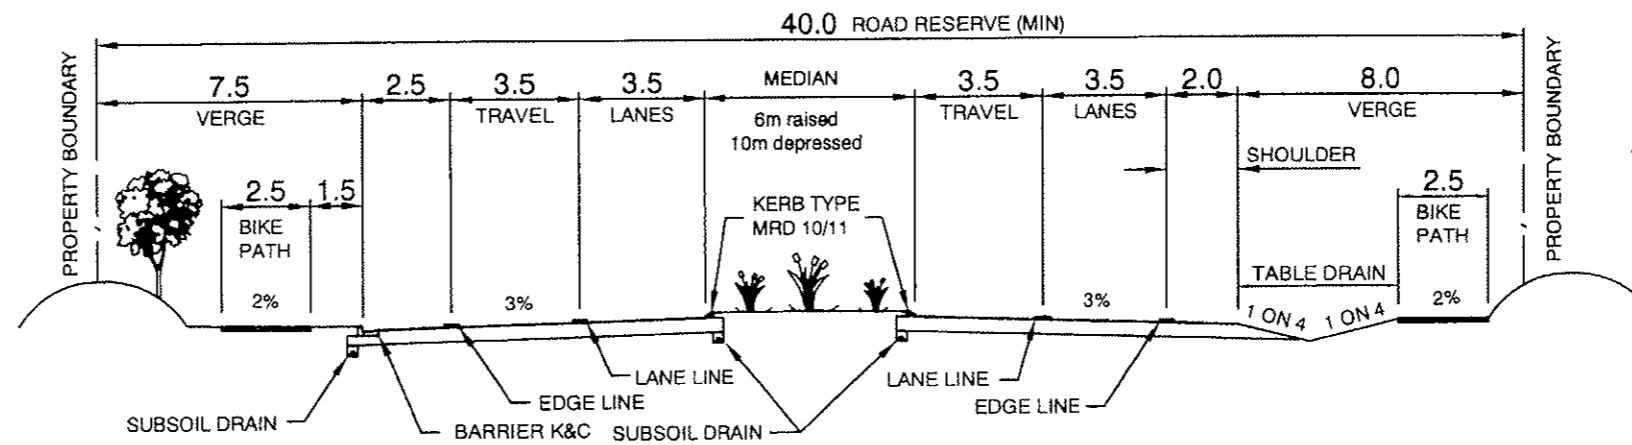 40.0 ROAD RESERVE (MIN)
PROPERTY BOUNDARY
7.5
VERGE
2.5
3.5
TRAVEL
3.5
LANES
MEDIAN
6m raised
10m depressed
3.5
TRAVEL
3.5
LANES
2.0
8.0
VERGE
PROPERTY BOUNDARY
SHOULDER
2.5
BIKE
PATH
1.5
KERB TYPE
MRD 10/11
2.5
BIKE
PATH
TABLE DRAIN
2%
3%
3%
1 ON 4
1 ON 4
2%
LANE LINE
EDGE LINE
LANE LINE
EDGE LINE
SUBSOIL DRAIN
BARRIER K&C
SUBSOIL DRAIN